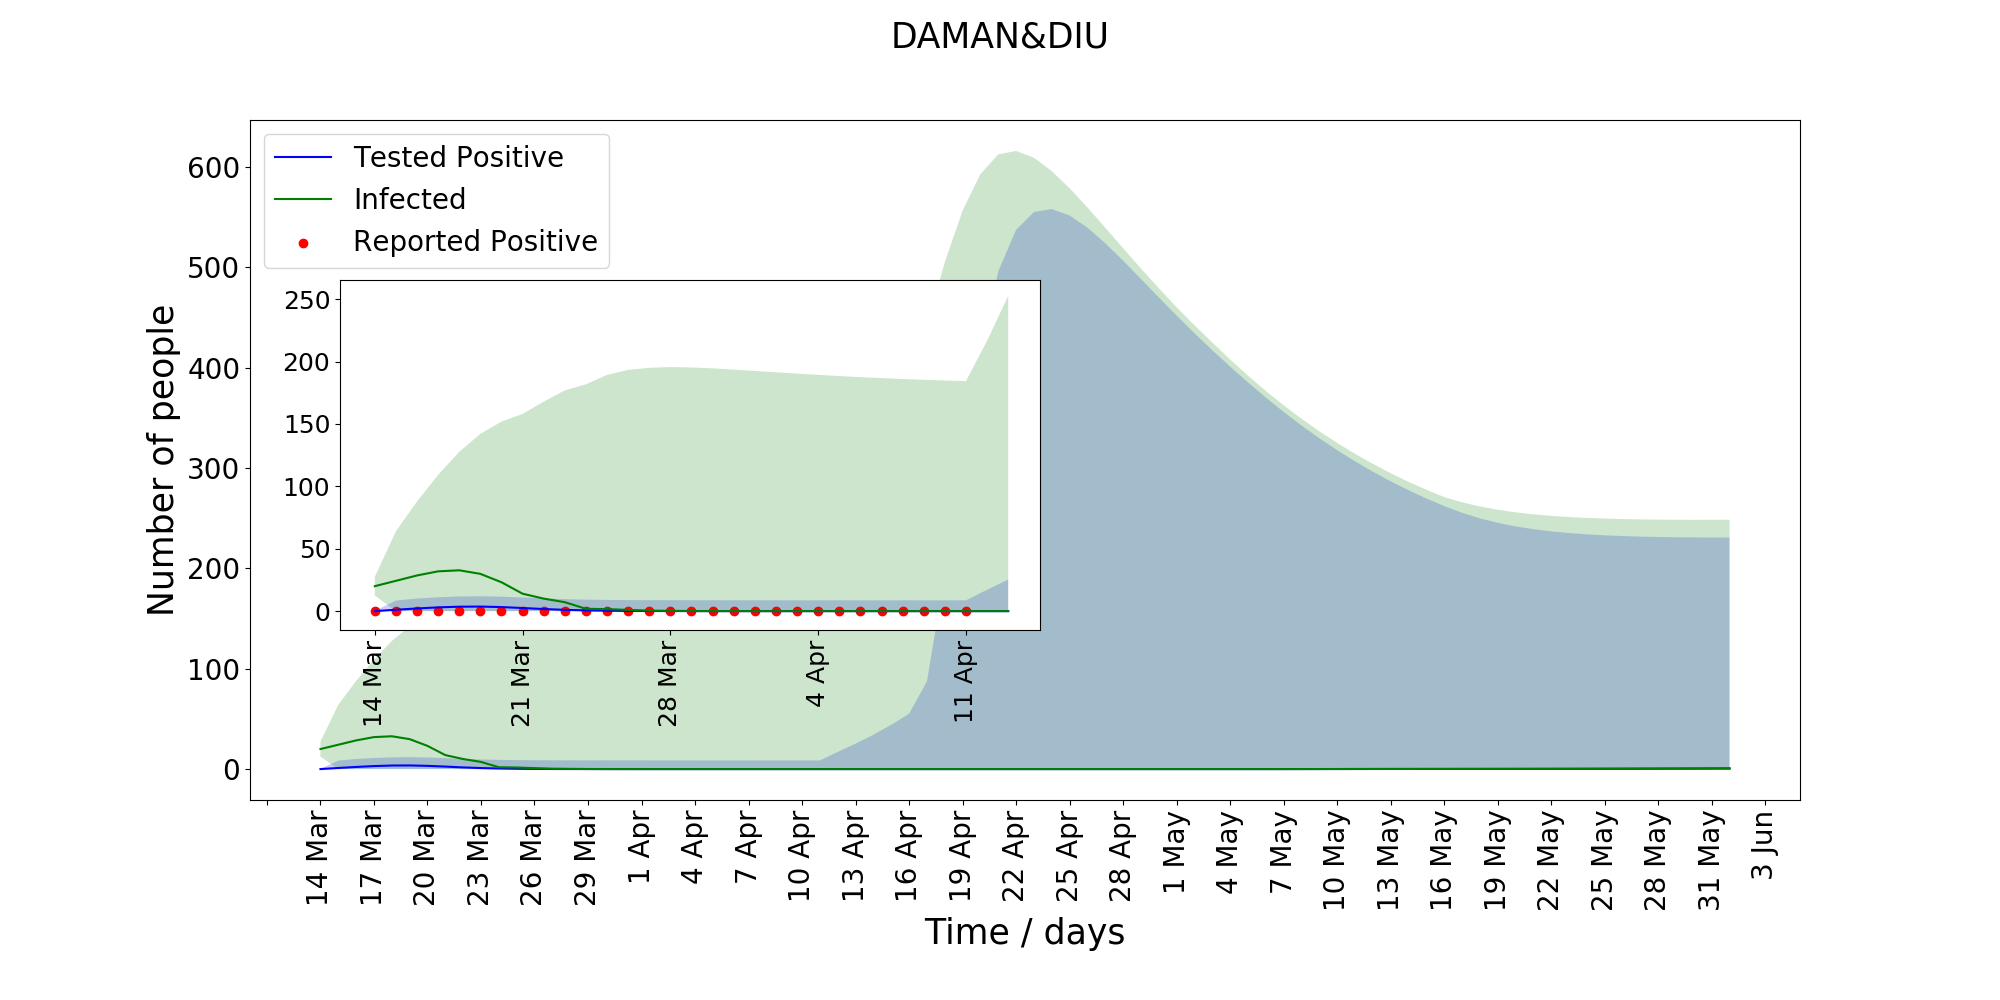 DAMAN&DIU
Tested Positive
Infected
Reported Positive
Number of people
600
500
400
300
200
100
0
250
200
150
100
50
0
14 Mar
21 Mar
28 Mar
4 Apr
11 Apr
14 Mar
17 Mar
20 Mar
23 Mar
26 Mar
29 Mar
1 Apr
4 Apr
7 Apr
10 Apr
13 Apr
16 Apr
19 Apr
22 Apr
25 Apr
28 Apr
1 May
4 May
7 May
10 May
13 May
16 May
19 May
22 May
25 May
28 May
31 May
3 Jun
Time / days